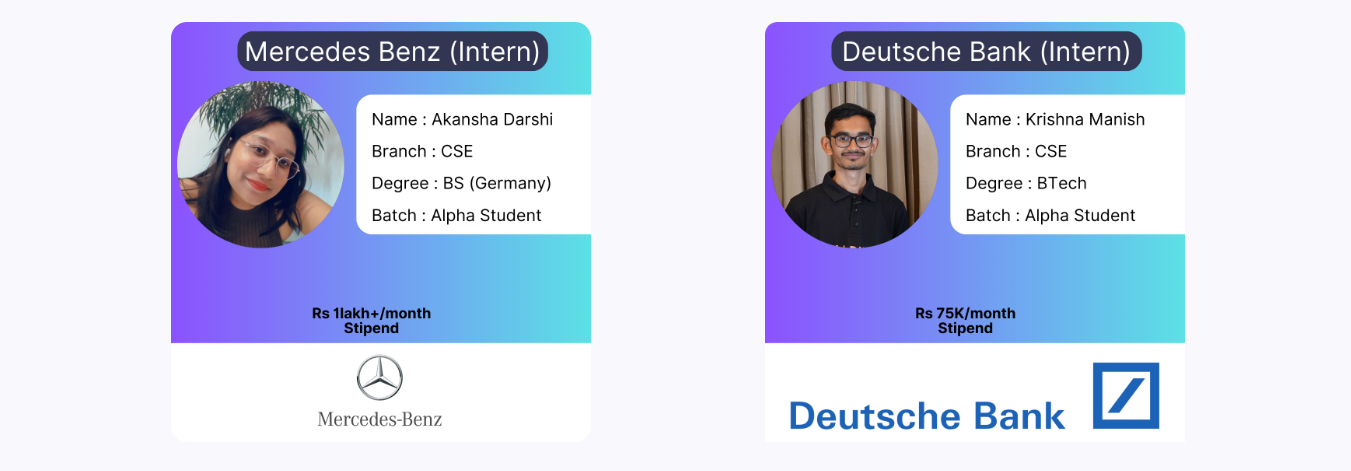 Mercedes Benz (Intern)
Name : Akansha Darshi
Branch : CSE
Degree : BS (Germany)
Batch : Alpha Student
Rs 1lakh+/month
Stipend
Mercedes-Benz
Deutsche Bank (Intern)
Name : Krishna Manish
Branch : CSE
Degree : BTech
Batch : Alpha Student
Rs 75K/month
Stipend
Deutsche Bank